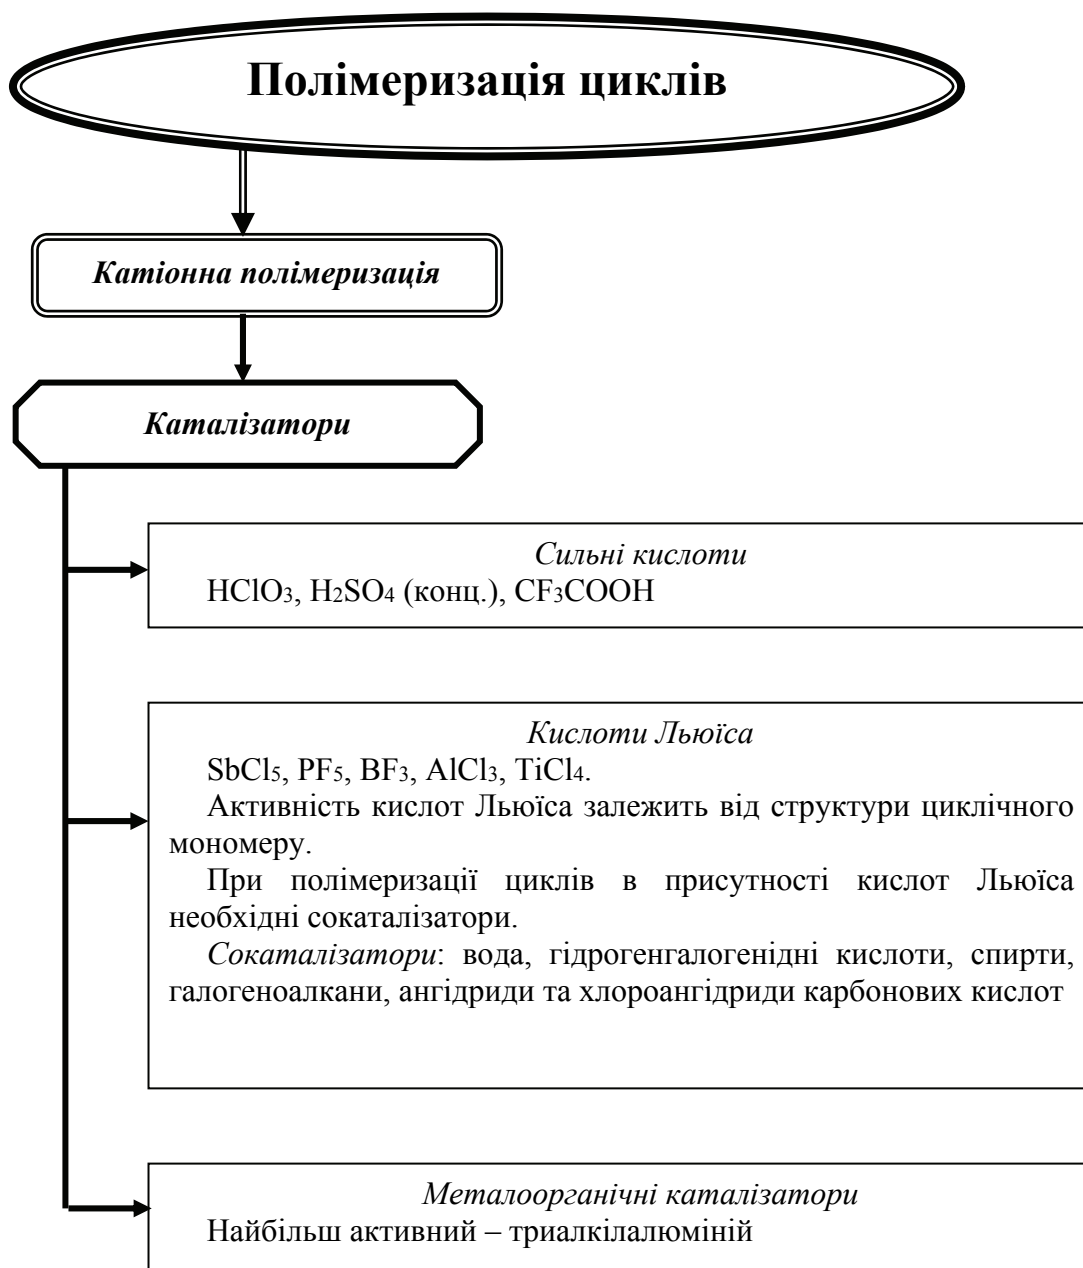 Полімеризація циклів
Катіонна полімеризація
Каталізатори
Сильні кислоти
HClO₃, H₂SO₄ (конц.), CF₃COOH
Кислоти Льюїса
SbCl₅, PF₅, BF₃, AlCl₃, TiCl₄.
Активність кислот Льюїса залежить від структури циклічного
мономеру.
При полімеризації циклів в присутності кислот Льюїса
необхідні сокаталізатори.
Сокаталізатори: вода, гідрогенгалогенідні кислоти, спирти,
галогеноалкани, ангідриди та хлороангідриди карбонових кислот
Металоорганічні каталізатори
Найбільш активний – триалкілалюміній